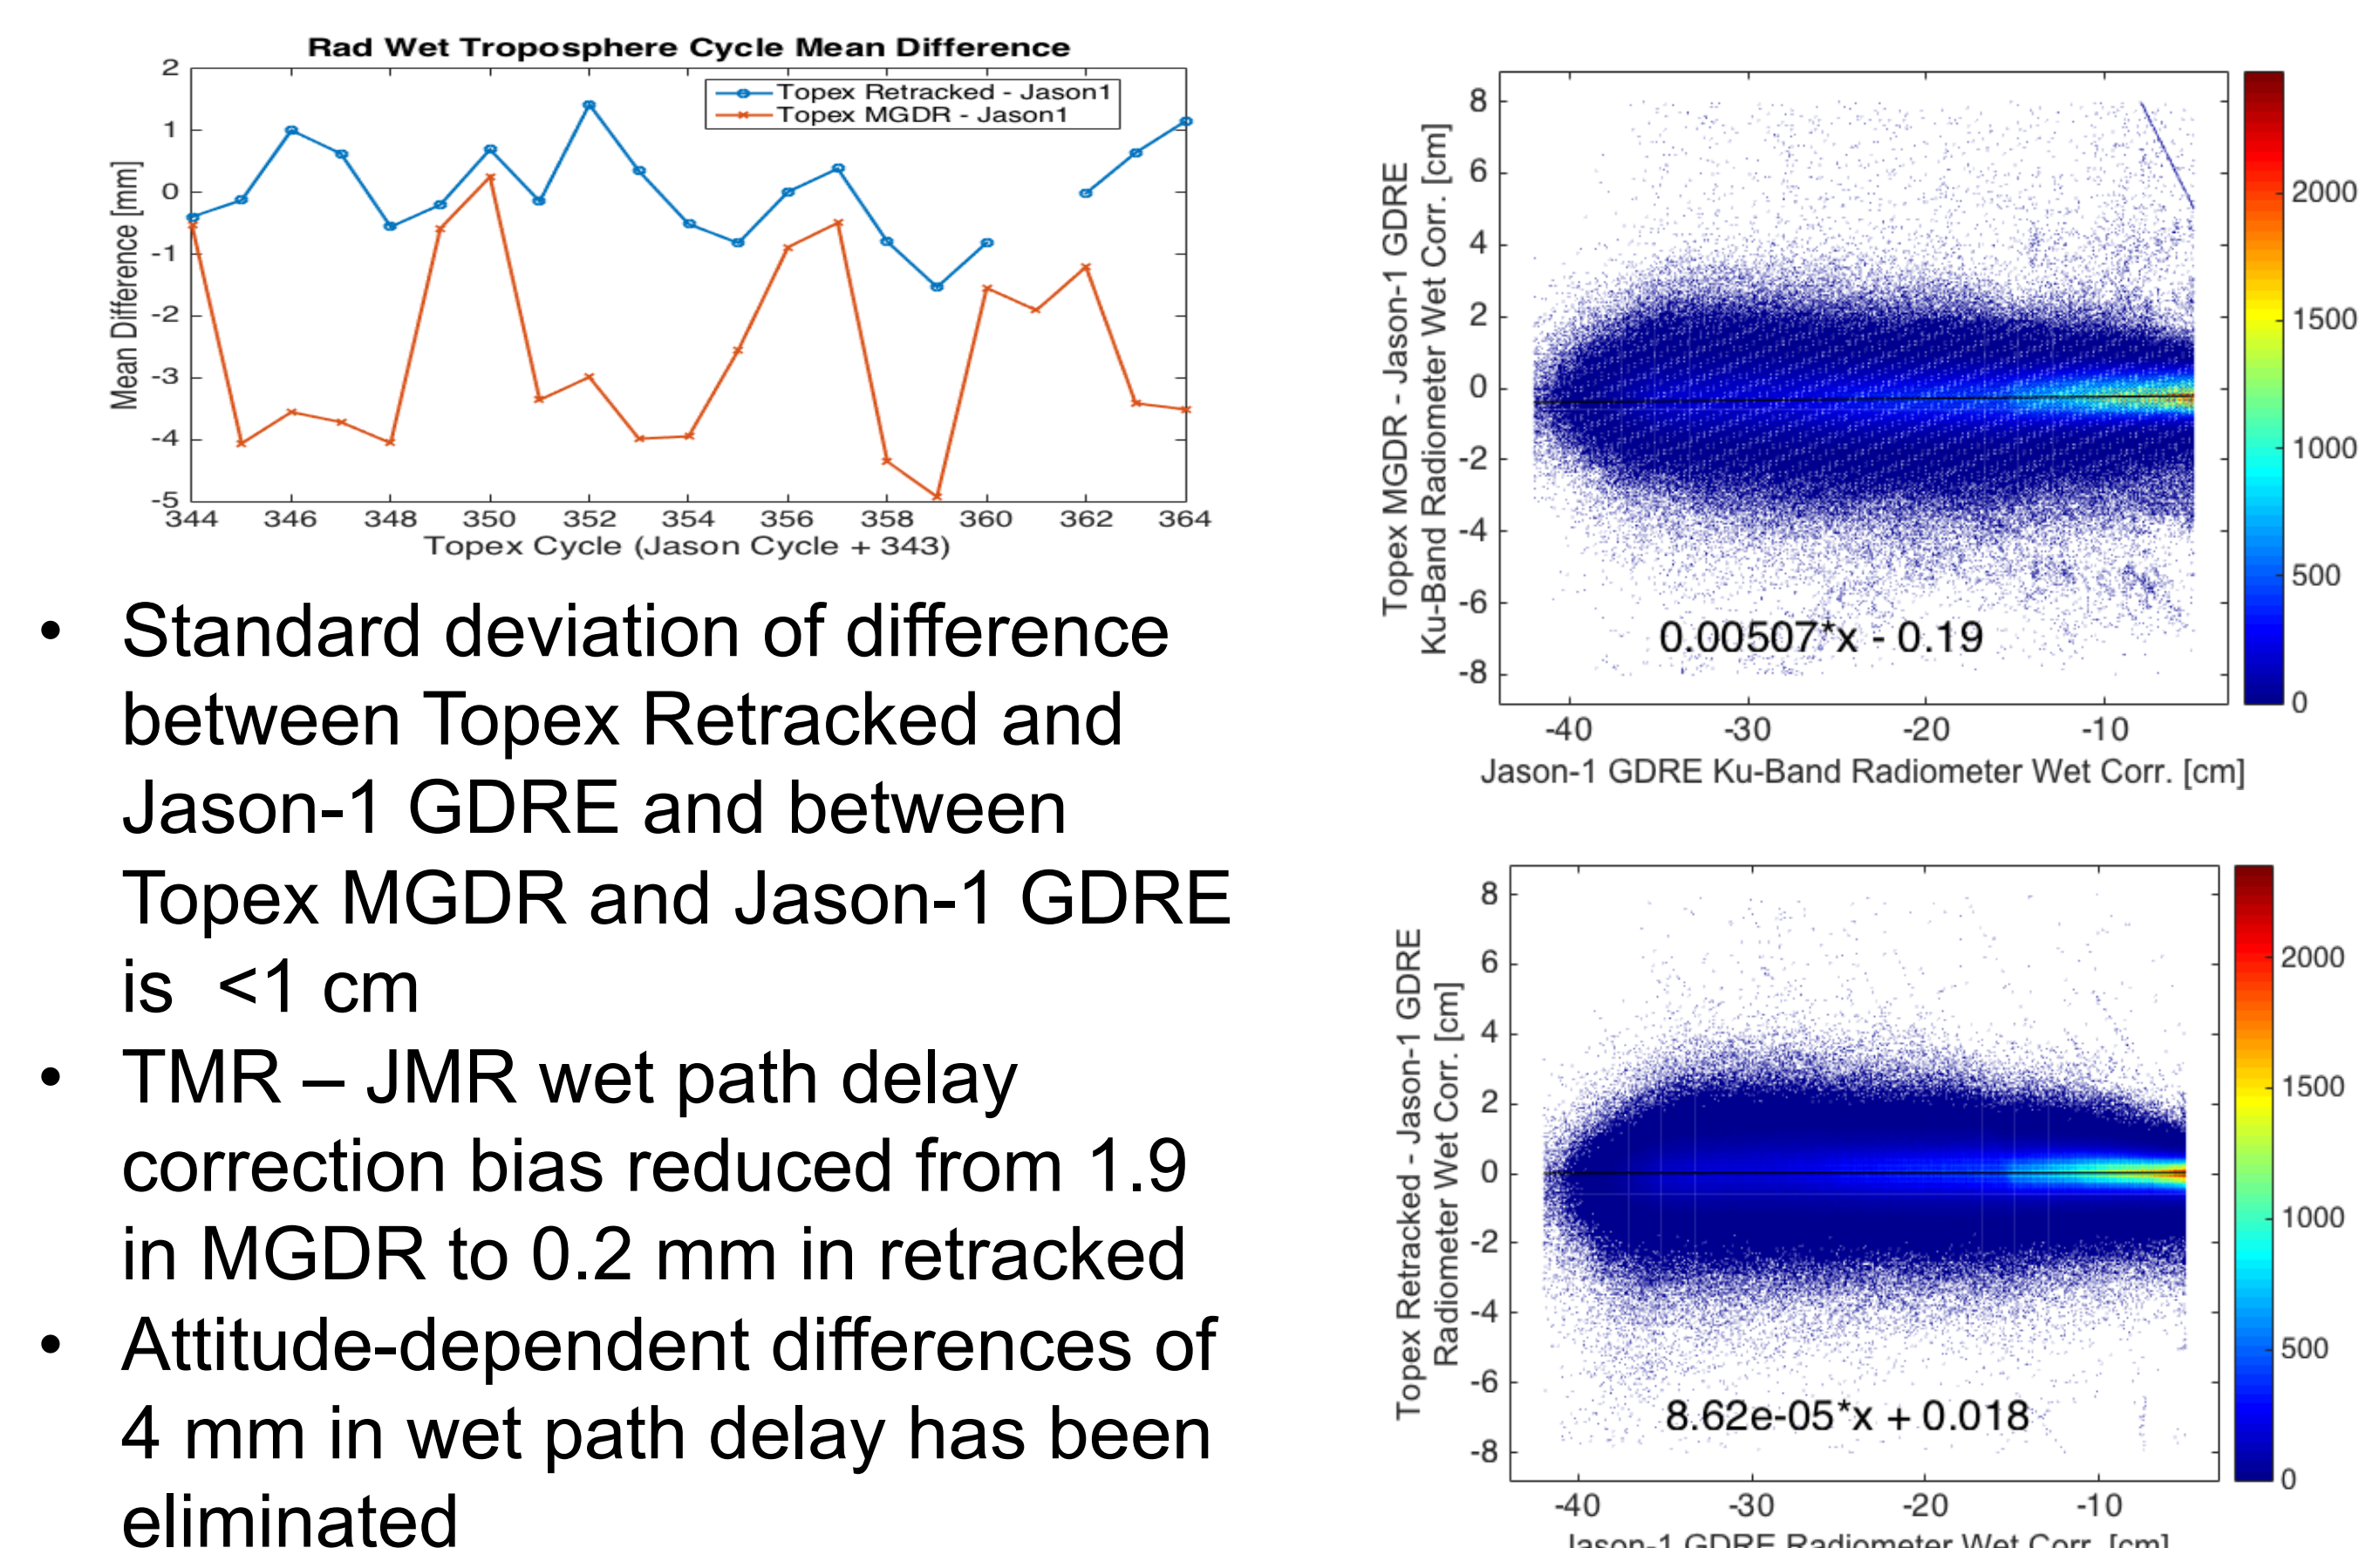 Rad Wet Troposphere Cycle Mean Difference
Topex Retracked - Jason1
Topex MGDR - Jason1
Mean Difference [mm]
2
1
0
-1
-2
-3
-4
-5
344 346 348 350 352 354 356 358 360 362 364
Topex Cycle (Jason Cycle + 343)
• Standard deviation of difference
between Topex Retracked and
Jason-1 GDRE and between
Topex MGDR and Jason-1 GDRE
is <1 cm
• TMR – JMR wet path delay
correction bias reduced from 1.9
in MGDR to 0.2 mm in retracked
• Attitude-dependent differences of
4 mm in wet path delay has been
eliminated
Topex MGDR - Jason-1 GDRE
Ku-Band Radiometer Wet Corr. [cm]
8
6
4
2
0
-2
-4
-6
-8
0.00507*x - 0.19
-40 -30 -20 -10
Jason-1 GDRE Ku-Band Radiometer Wet Corr. [cm]
2000
1500
1000
500
0
Topex Retracked - Jason-1 GDRE
Radiometer Wet Corr. [cm]
8
6
4
2
0
-2
-4
-6
-8
8.62e-05*x + 0.018
-40 -30 -20 -10
Jason-1 GDRE Radiometer Wet Corr. [cm]
2000
1500
1000
500
0